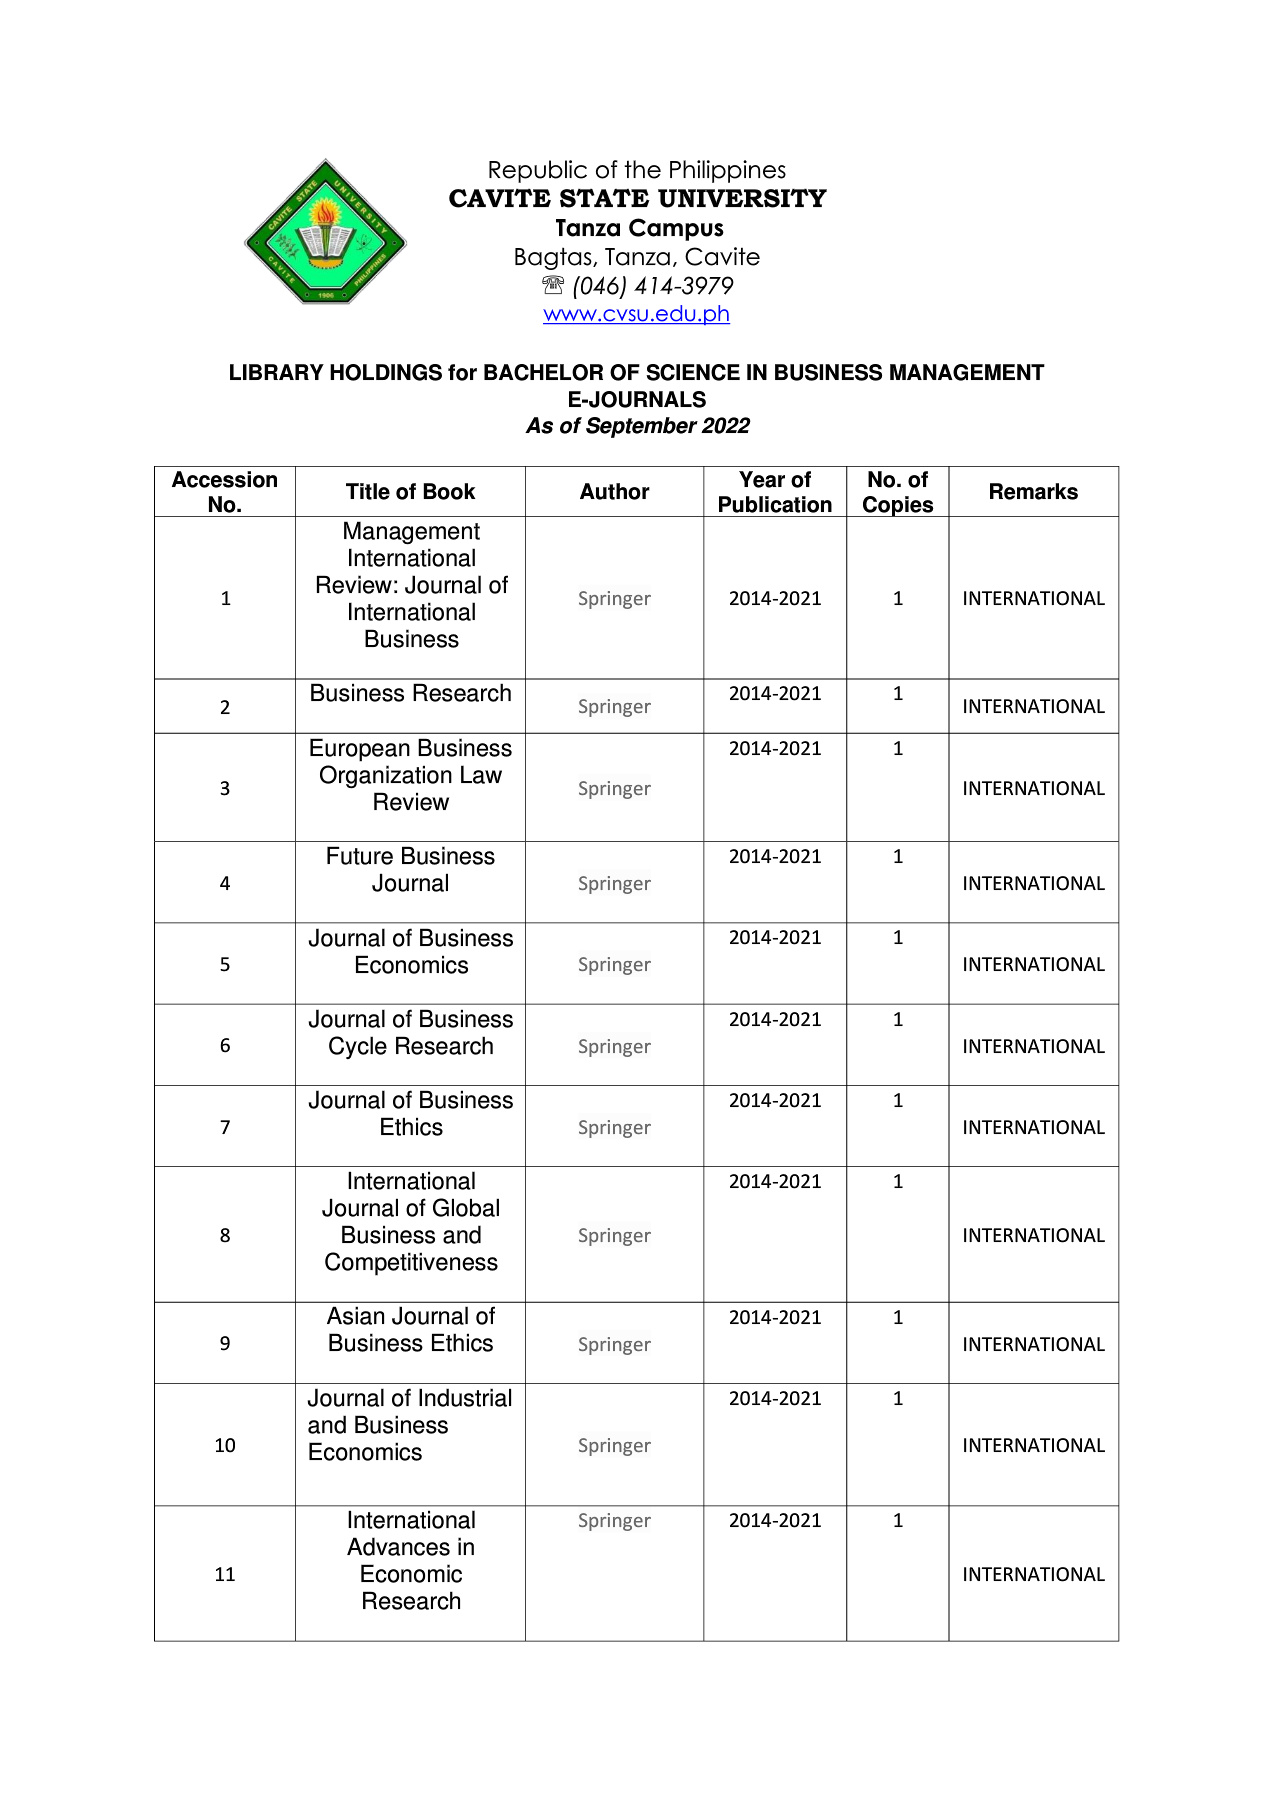 CAVITE STATE UNIVERSITY
CAVITE PHILIPPINES
1906
Republic of the Philippines
CAVITE STATE UNIVERSITY
Tanza Campus
Bagtas, Tanza, Cavite
☏ (046) 414-3979
www.cvsu.edu.ph
LIBRARY HOLDINGS for BACHELOR OF SCIENCE IN BUSINESS MANAGEMENT
E-JOURNALS
As of September 2022
Accession No. Title of Book Author Year of Publication No. of Copies Remarks
1 Management International Review: Journal of International Business Springer 2014-2021 1 INTERNATIONAL
2 Business Research Springer 2014-2021 1 INTERNATIONAL
3 European Business Organization Law Review Springer 2014-2021 1 INTERNATIONAL
4 Future Business Journal Springer 2014-2021 1 INTERNATIONAL
5 Journal of Business Economics Springer 2014-2021 1 INTERNATIONAL
6 Journal of Business Cycle Research Springer 2014-2021 1 INTERNATIONAL
7 Journal of Business Ethics Springer 2014-2021 1 INTERNATIONAL
8 International Journal of Global Business and Competitiveness Springer 2014-2021 1 INTERNATIONAL
9 Asian Journal of Business Ethics Springer 2014-2021 1 INTERNATIONAL
10 Journal of Industrial and Business Economics Springer 2014-2021 1 INTERNATIONAL
11 International Advances in Economic Research Springer 2014-2021 1 INTERNATIONAL